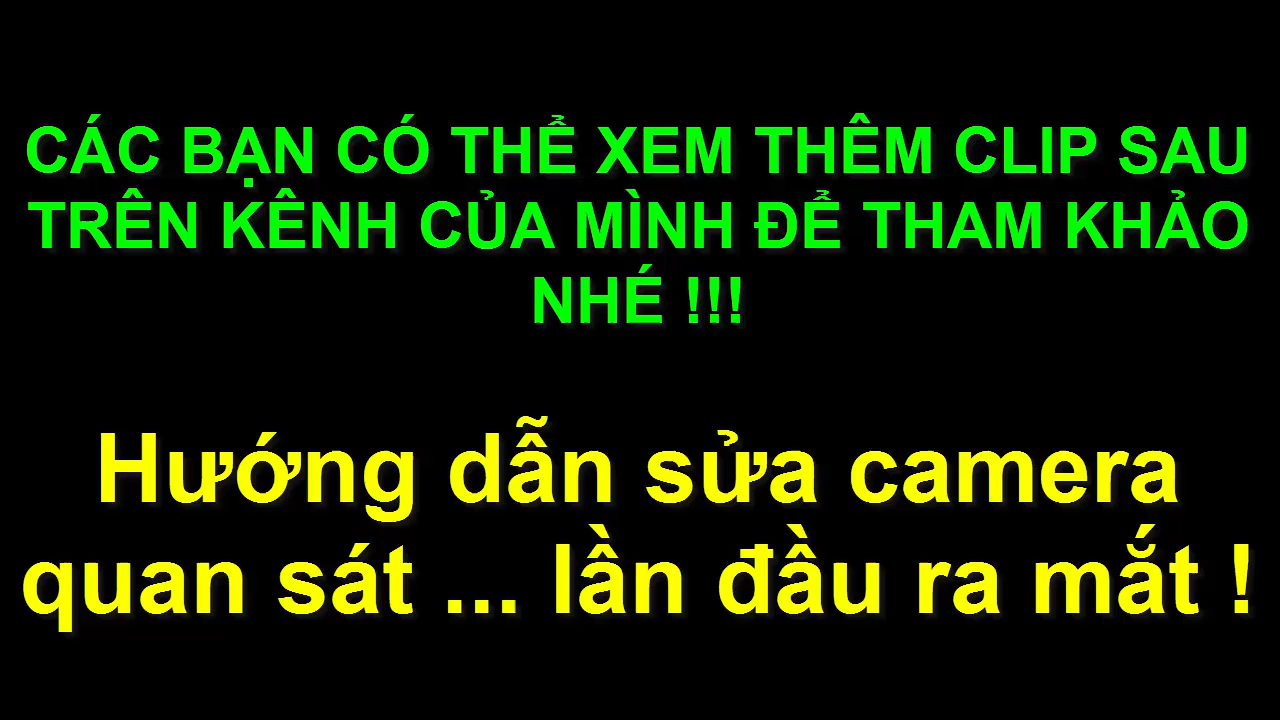 CÁC BẠN CÓ THỂ XEM THÊM CLIP SAU
TRÊN KÊNH CỦA MÌNH ĐỂ THAM KHẢO
NHÉ !!!
Hướng dẫn sửa camera
quan sát ... lần đầu ra mắt !